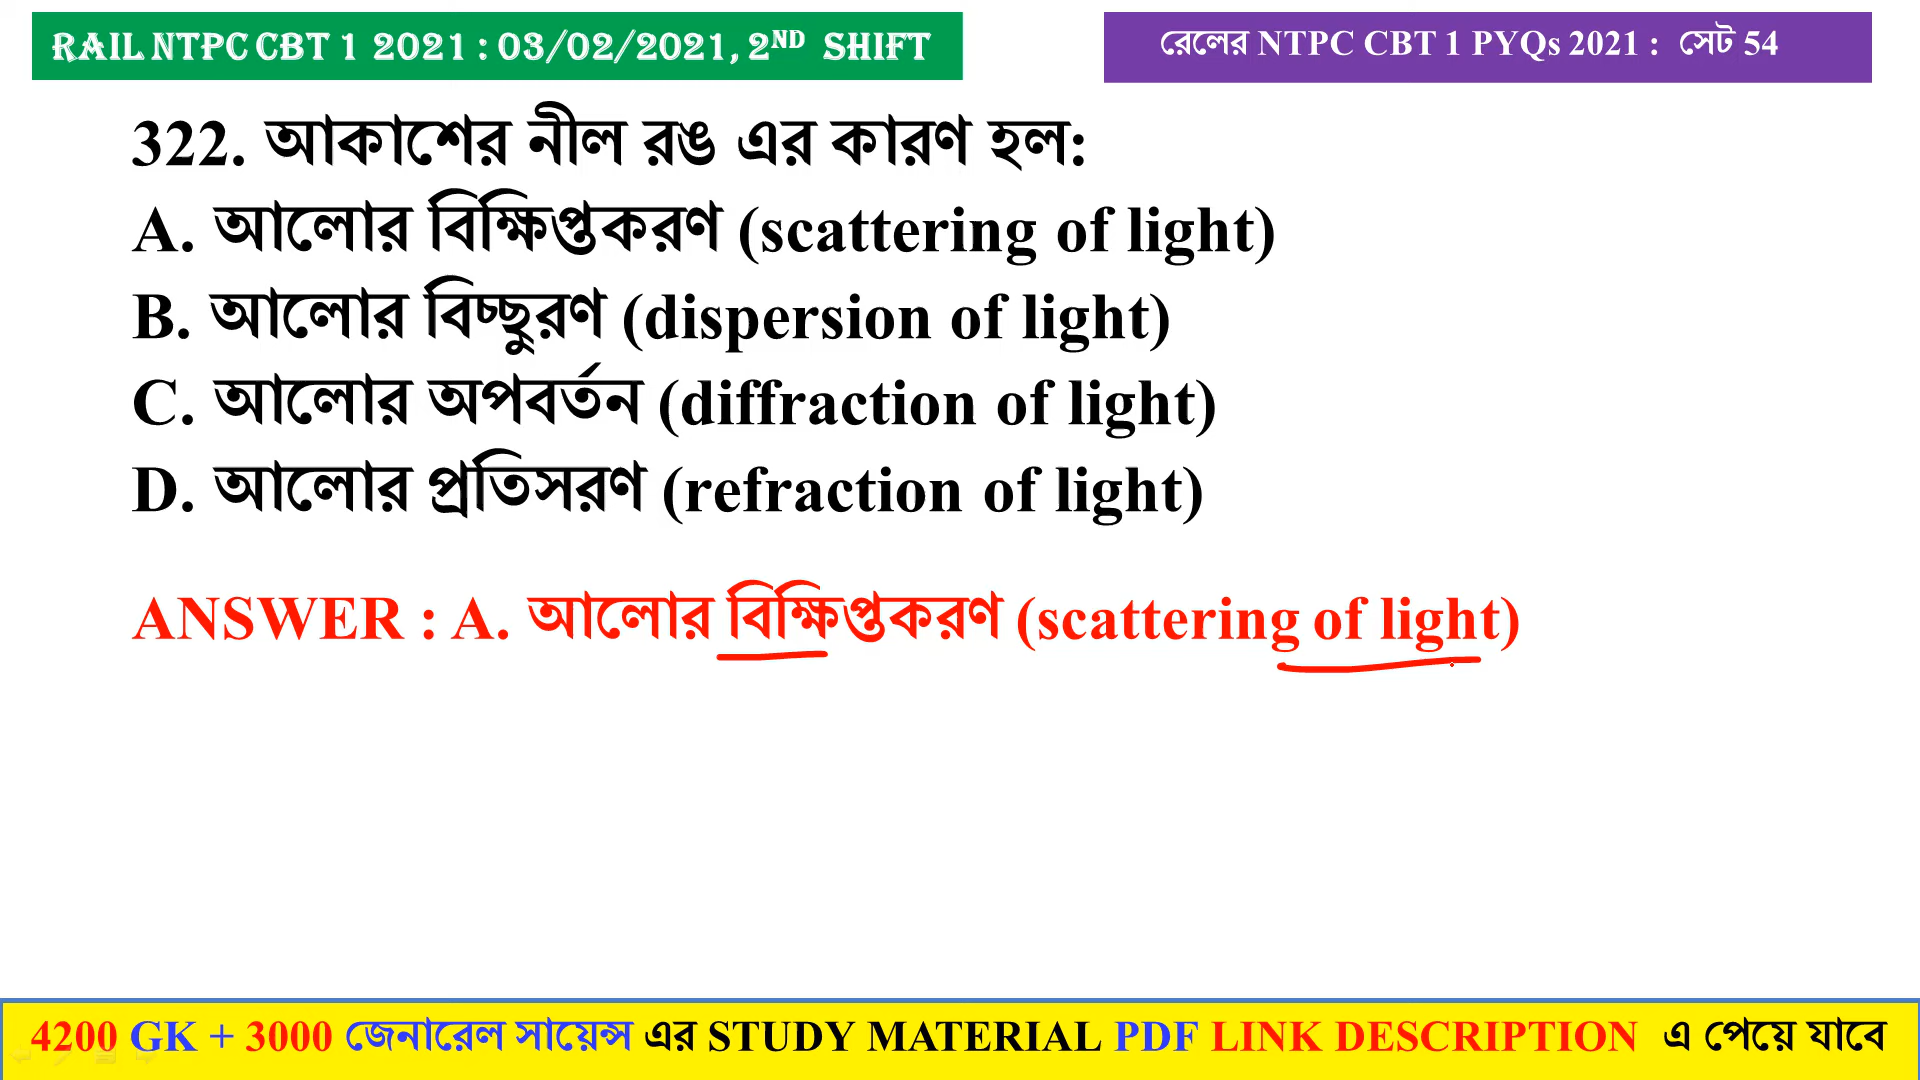 RAIL NTPC CBT 1 2021 : 03/02/2021, 2ND SHIFT
রেলের NTPC CBT 1 PYQs 2021 : সেট 54
322. আকাশের নীল রঙ এর কারণ হল:
A. আলোর বিক্ষিপ্তকরণ (scattering of light)
B. আলোর বিচ্ছুরণ (dispersion of light)
C. আলোর অপবর্তন (diffraction of light)
D. আলোর প্রতিসরণ (refraction of light)
ANSWER : A. আলোর বিক্ষিপ্তকরণ (scattering of light)
4200 GK + 3000 জেনারেল সায়েন্স এর STUDY MATERIAL PDF LINK DESCRIPTION এ পেয়ে যাবে